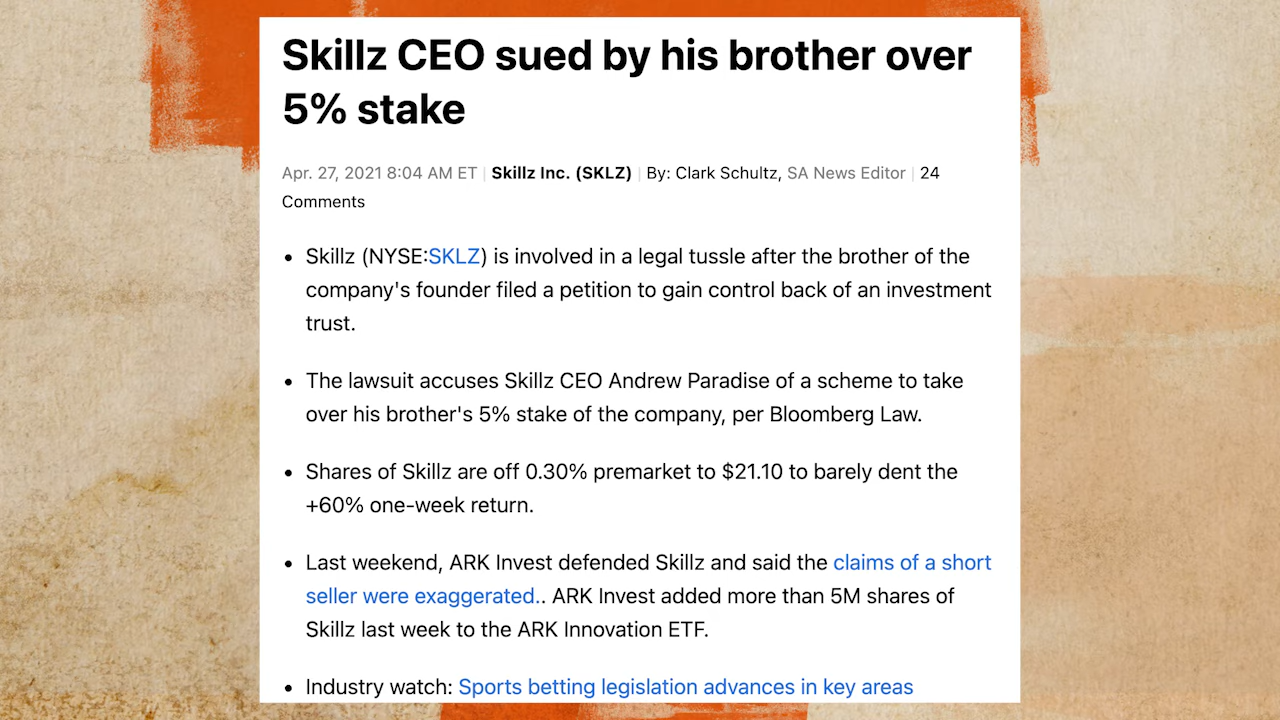 Skillz CEO sued by his brother over
5% stake
Apr. 27, 2021 8:04 AM ET | Skillz Inc. (SKLZ) | By: Clark Schultz, SA News Editor | 24
Comments
• Skillz (NYSE:SKLZ) is involved in a legal tussle after the brother of the
company's founder filed a petition to gain control back of an investment
trust.
• The lawsuit accuses Skillz CEO Andrew Paradise of a scheme to take
over his brother's 5% stake of the company, per Bloomberg Law.
• Shares of Skillz are off 0.30% premarket to $21.10 to barely dent the
+60% one-week return.
• Last weekend, ARK Invest defended Skillz and said the claims of a short
seller were exaggerated.. ARK Invest added more than 5M shares of
Skillz last week to the ARK Innovation ETF.
• Industry watch: Sports betting legislation advances in key areas